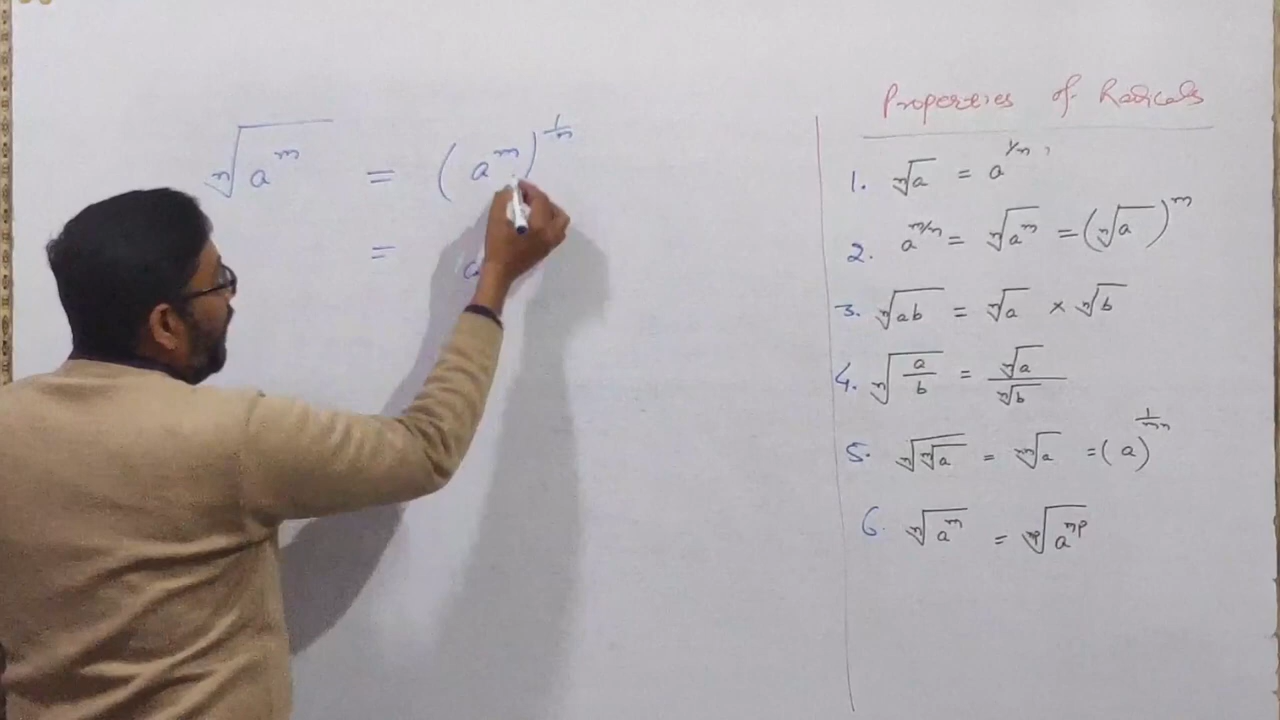 ⁿ√(aᵐ) = (aᵐ)^(1/n)
= a
Properties of Radicals
1. ⁿ√a = a^(1/n),
2. a^(m/n) = ⁿ√(aᵐ) = (ⁿ√a)ᵐ
3. ⁿ√(ab) = ⁿ√a × ⁿ√b
4. ⁿ√(a/b) = ⁿ√a / ⁿ√b
5. ⁿ√(ᵐ√a) = ᵐⁿ√a = (a)^(1/mn)
6. ⁿ√(aᵐ) = ⁿᵖ√(aᵐᵖ)